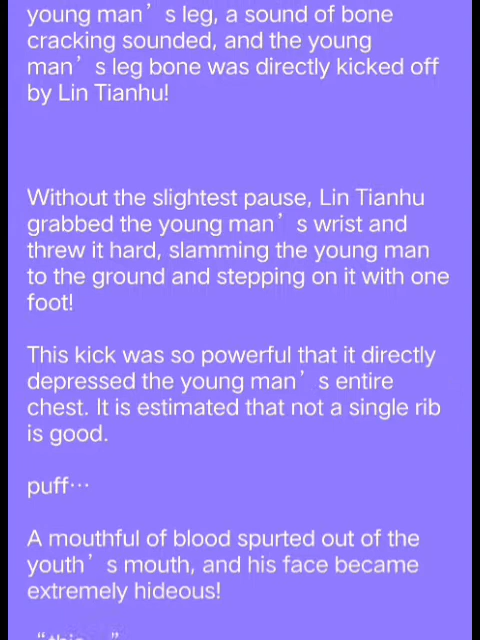 young man’s leg, a sound of bone
cracking sounded, and the young
man’s leg bone was directly kicked off
by Lin Tianhu!
Without the slightest pause, Lin Tianhu
grabbed the young man’s wrist and
threw it hard, slamming the young man
to the ground and stepping on it with one
foot!
This kick was so powerful that it directly
depressed the young man’s entire
chest. It is estimated that not a single rib
is good.
puff…
A mouthful of blood spurted out of the
youth’s mouth, and his face became
extremely hideous!